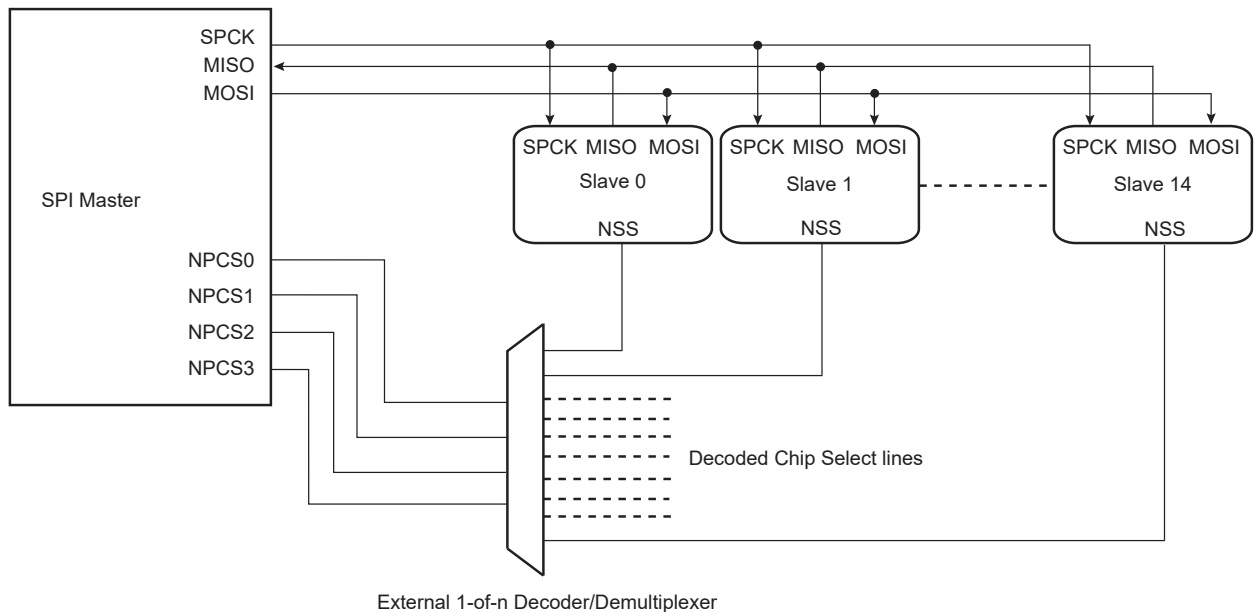 SPCK
MISO
MOSI
SPI Master
NPCS0
NPCS1
NPCS2
NPCS3
SPCK MISO MOSI
Slave 0
NSS
SPCK MISO MOSI
Slave 1
NSS
SPCK MISO MOSI
Slave 14
NSS
Decoded Chip Select lines
External 1-of-n Decoder/Demultiplexer